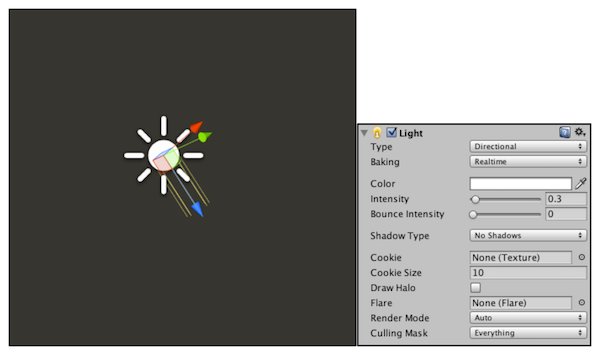 Light
Type Directional
Baking Realtime
Color
Intensity 0.3
Bounce Intensity 0
Shadow Type No Shadows
Cookie None (Texture)
Cookie Size 10
Draw Halo
Flare None (Flare)
Render Mode Auto
Culling Mask Everything